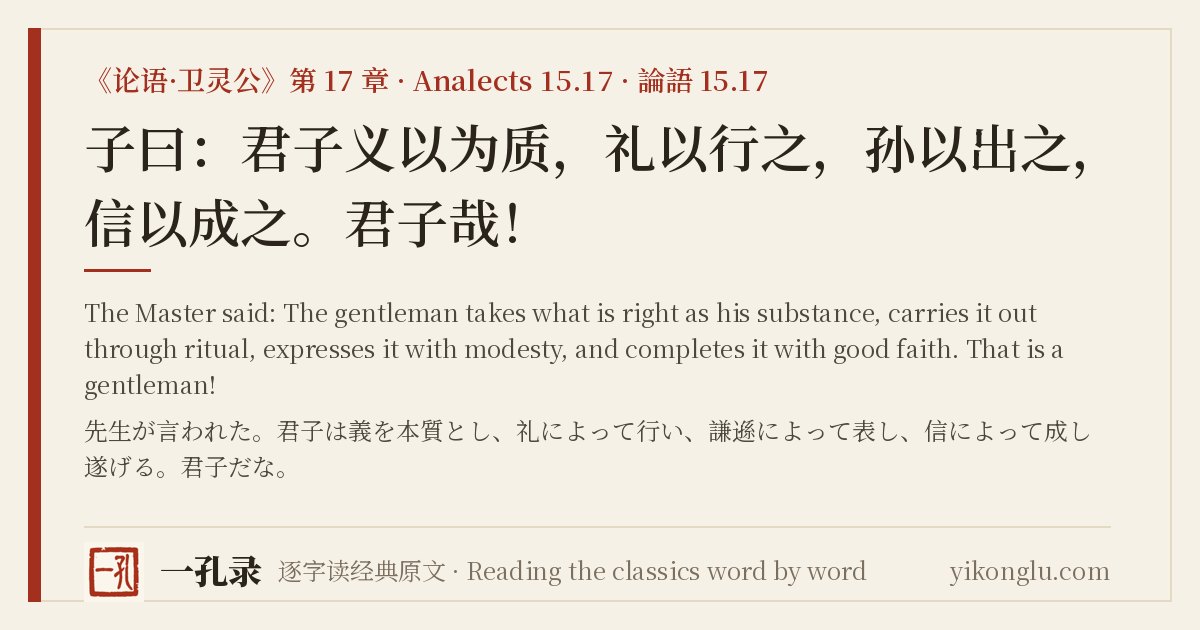 《论语·卫灵公》第 17 章 · Analects 15.17 · 論語 15.17
子曰：君子义以为质，礼以行之，孙以出之，
信以成之。君子哉！
The Master said: The gentleman takes what is right as his substance, carries it out
through ritual, expresses it with modesty, and completes it with good faith. That is a
gentleman!
先生が言われた。君子は義を本質とし、礼によって行い、謙遜によって表し、信によって成し
遂げる。君子だな。
一孔
一孔录 逐字读经典原文 · Reading the classics word by word yikonglu.com